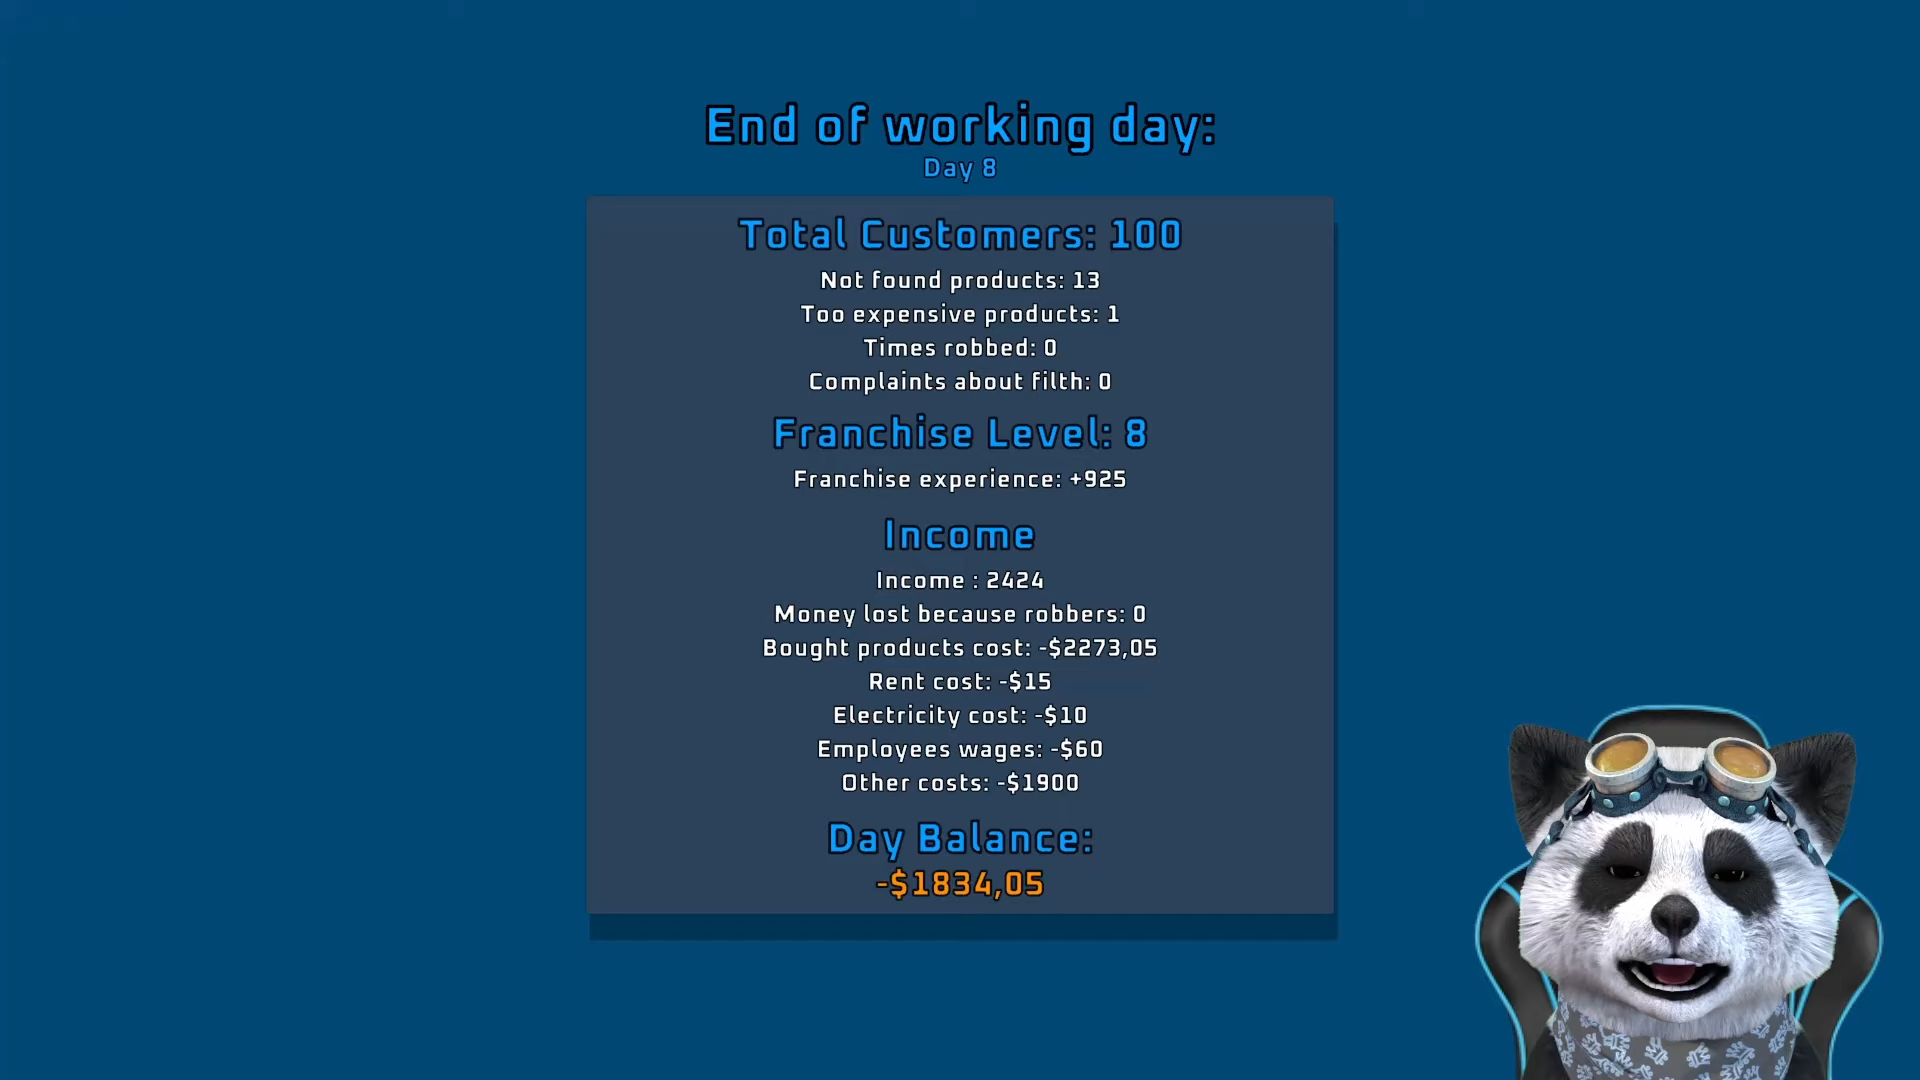 End of working day:
Day 8
Total Customers: 100
Not found products: 13
Too expensive products: 1
Times robbed: 0
Complaints about filth: 0
Franchise Level: 8
Franchise experience: +925
Income
Income : 2424
Money lost because robbers: 0
Bought products cost: -$2273,05
Rent cost: -$15
Electricity cost: -$10
Employees wages: -$60
Other costs: -$1900
Day Balance:
-$1834,05